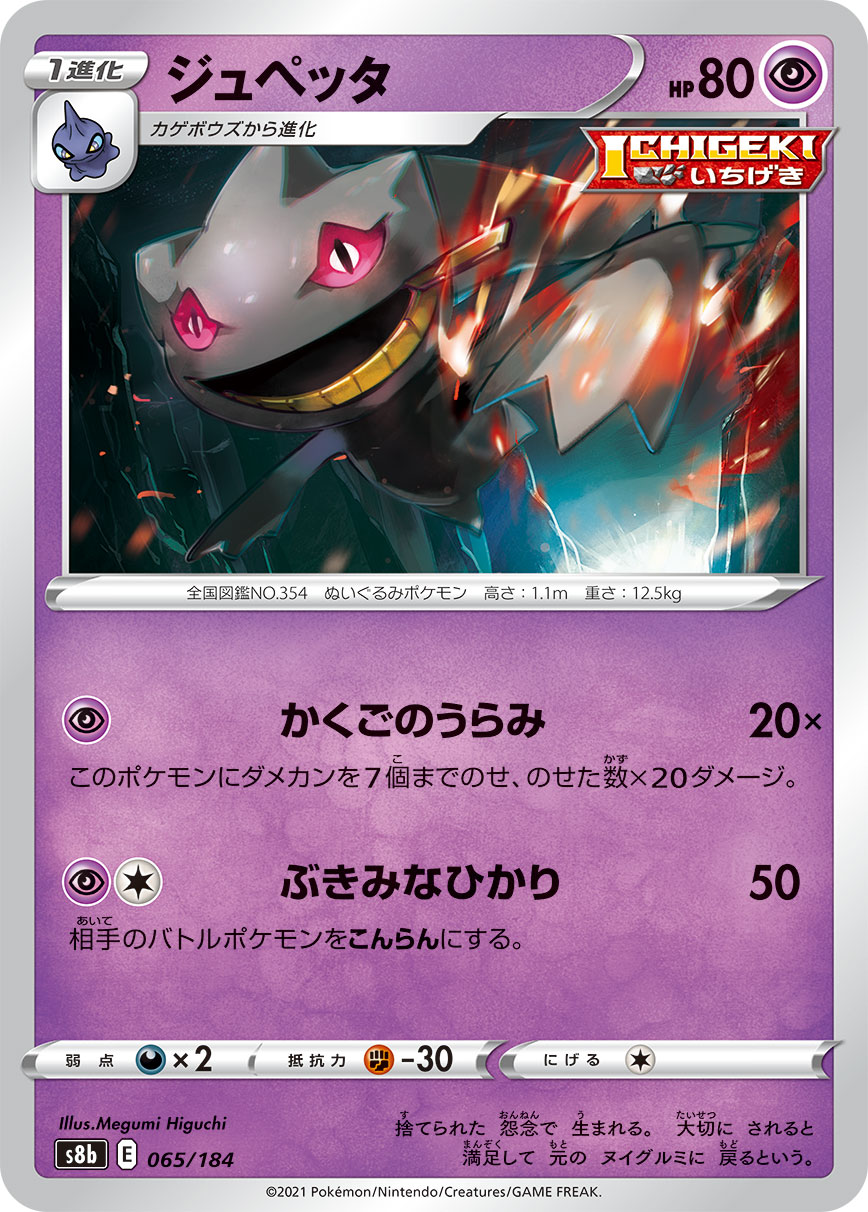 1進化
ジュペッタ
HP80
カゲボウズから進化
ICHIGEKI
いちげき
全国図鑑NO.354 ぬいぐるみポケモン 高さ:1.1m 重さ:12.5kg
かくごのうらみ 20×
このポケモンにダメカンを7個までのせ、のせた数×20ダメージ。
ぶきみなひかり 50
相手のバトルポケモンをこんらんにする。
弱点 ×2 抵抗力 -30 にげる
Illus.Megumi Higuchi
捨てられた 怨念で 生まれる。 大切に されると
満足して 元の ヌイグルミに 戻るという。
s8b E 065/184
©2021 Pokémon/Nintendo/Creatures/GAME FREAK.